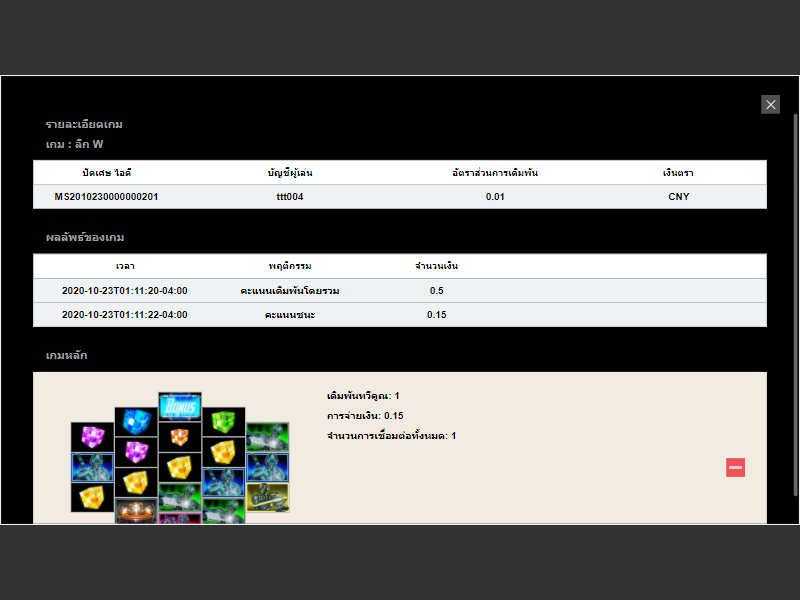 รายละเอียดเกม
เกม : ลึก W
ปัดเศษ ไอดี บัญชีผู้เล่น อัตราส่วนการเดิมพัน เงินตรา
MS2010230000000201 ttt004 0.01 CNY
ผลลัพธ์ของเกม
เวลา พฤติกรรม จำนวนเงิน
2020-10-23T01:11:20-04:00 คะแนนเดิมพันโดยรวม 0.5
2020-10-23T01:11:22-04:00 คะแนนชนะ 0.15
เกมหลัก
BONUS
เดิมพันทวีคูณ: 1
การจ่ายเงิน: 0.15
จำนวนการเชื่อมต่อทั้งหมด: 1